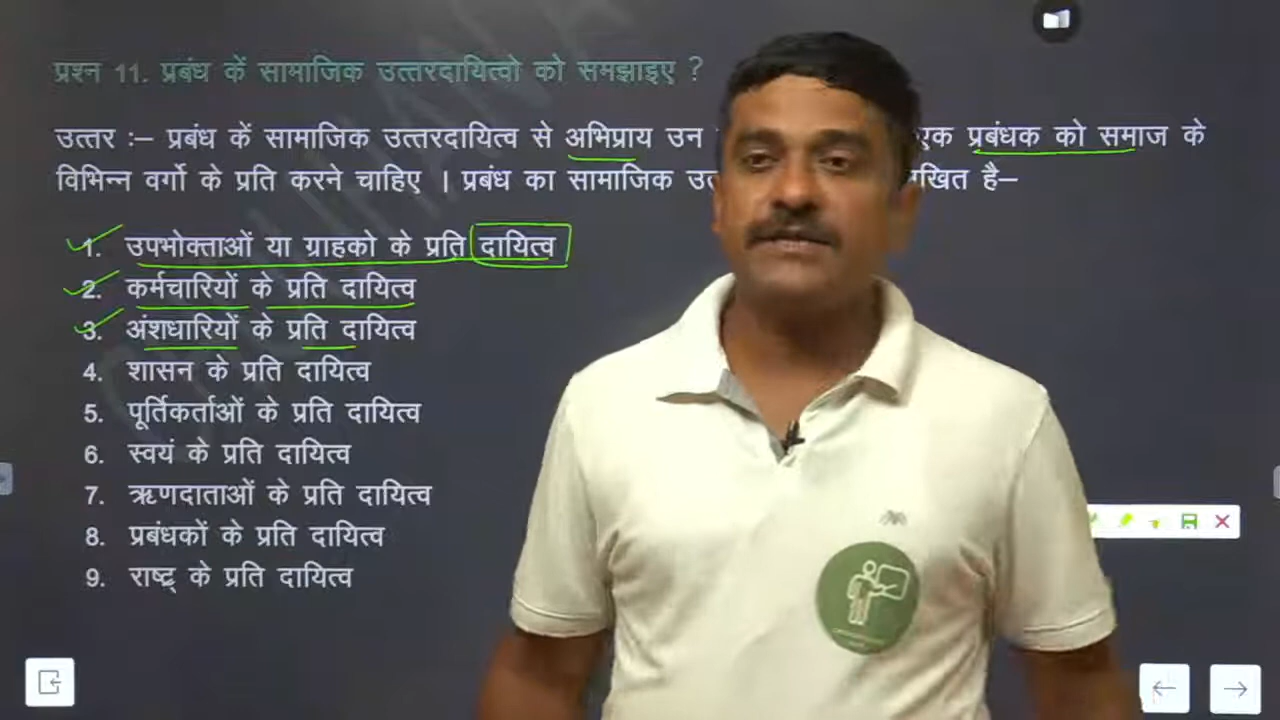 प्रश्न 11. प्रबंध कें सामाजिक उत्तरदायित्वो को समझाइए ?
उत्तर :– प्रबंध कें सामाजिक उत्तरदायित्व से अभिप्राय उन एक प्रबंधक को समाज के
विभिन्न वर्गो के प्रति करने चाहिए । प्रबंध का सामाजिक है–
1. उपभोक्ताओं या ग्राहको के प्रति दायित्व
2. कर्मचारियों के प्रति दायित्व
3. अंशधारियों के प्रति दायित्व
4. शासन के प्रति दायित्व
5. पूर्तिकर्ताओं के प्रति दायित्व
6. स्वयं के प्रति दायित्व
7. ऋणदाताओं के प्रति दायित्व
8. प्रबंधकों के प्रति दायित्व
9. राष्ट्र के प्रति दायित्व